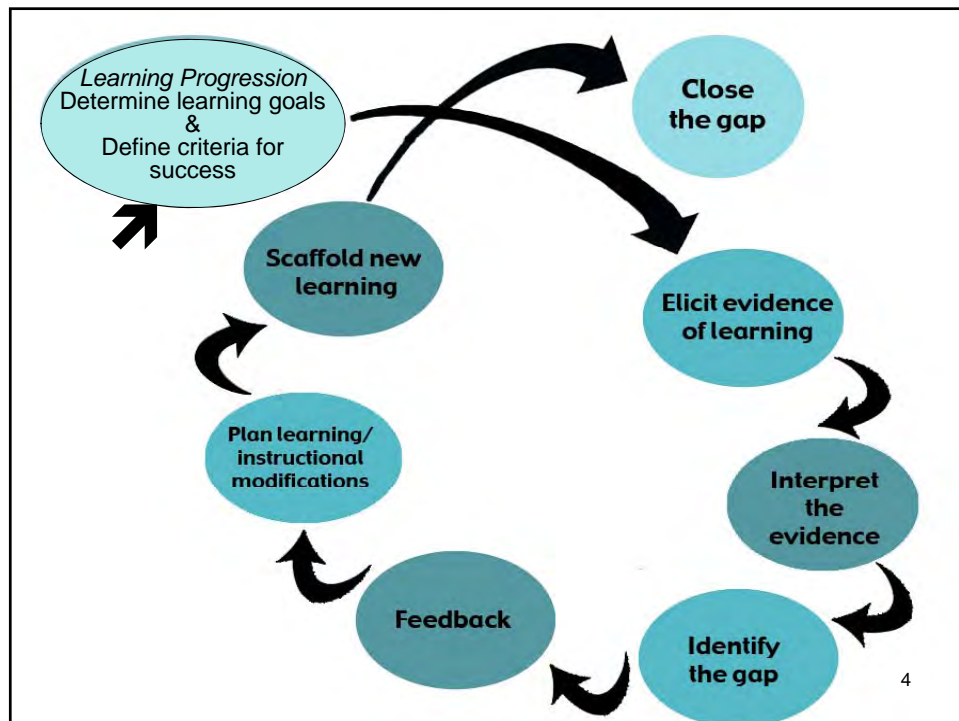 Learning Progression
Determine learning goals
&
Define criteria for
success
Close
the gap
Scaffold new
learning
Elicit evidence
of learning
Plan learning/
instructional
modifications
Interpret
the
evidence
Feedback
Identify
the gap
4